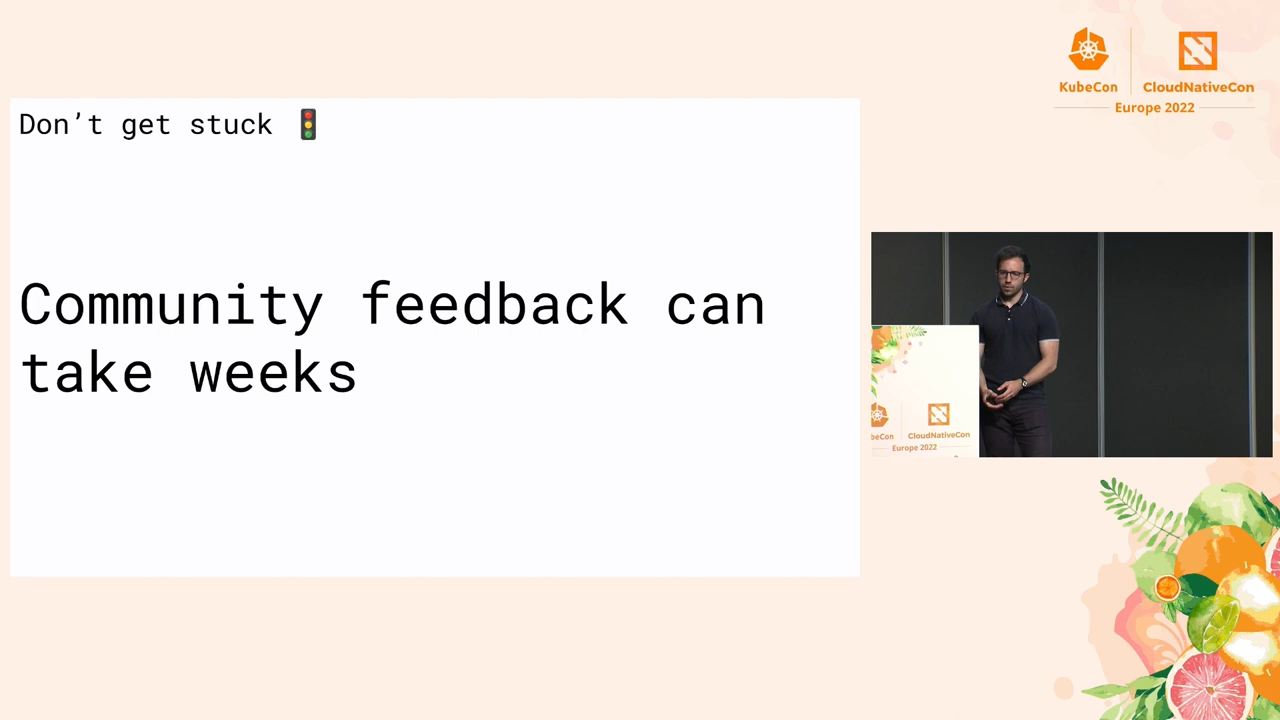 KubeCon
CloudNativeCon
Europe 2022
Don’t get stuck 🚦
Community feedback can
take weeks
beCon
CloudNativeCon
Europe 2022